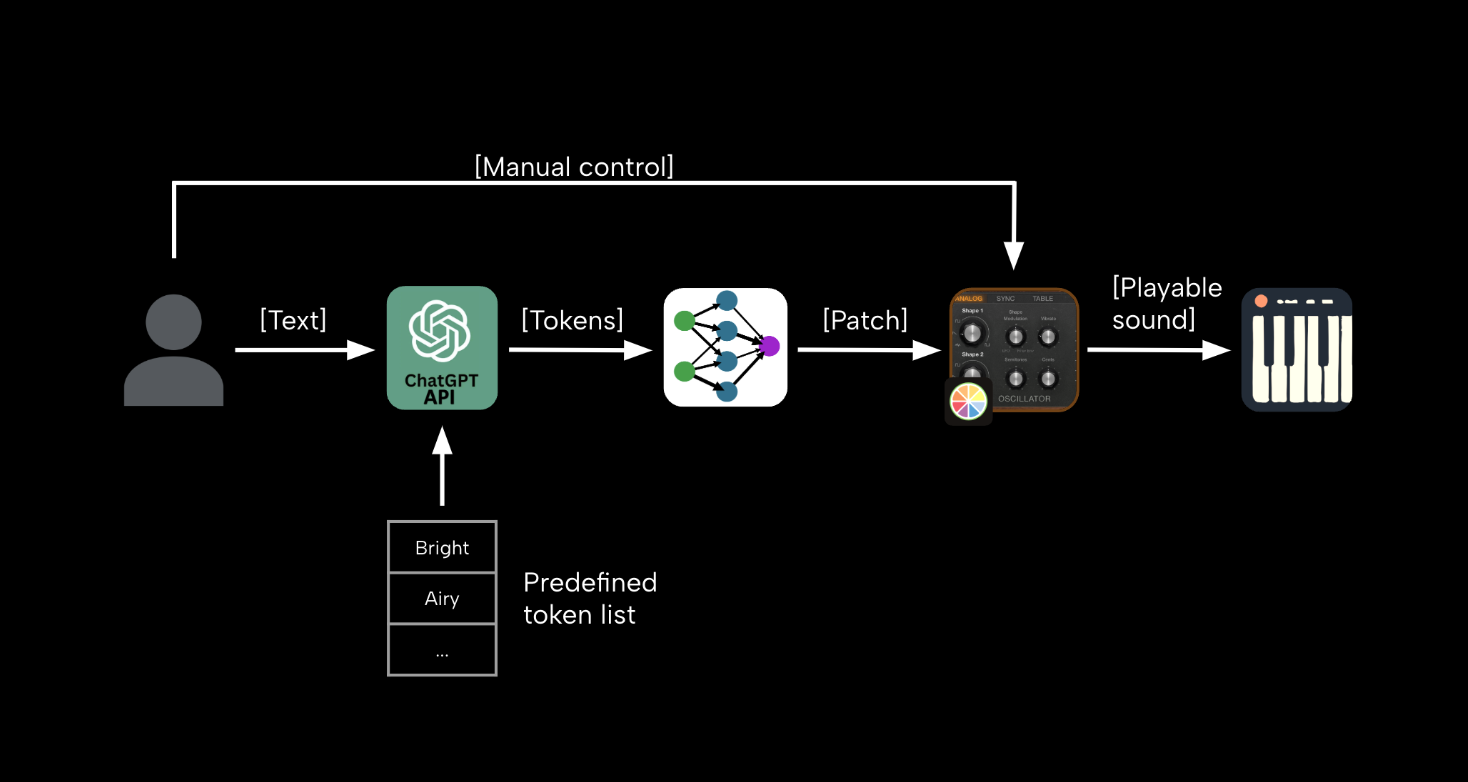 [Manual control]
[Text]
ChatGPT
API
[Tokens]
[Patch]
ANALOG SYNC TABLE
Shape 1
Shape
Modulation
Vibrato
Shape 2
Semitones
Cents
OSCILLATOR
[Playable
sound]
Bright
Airy
...
Predefined
token list